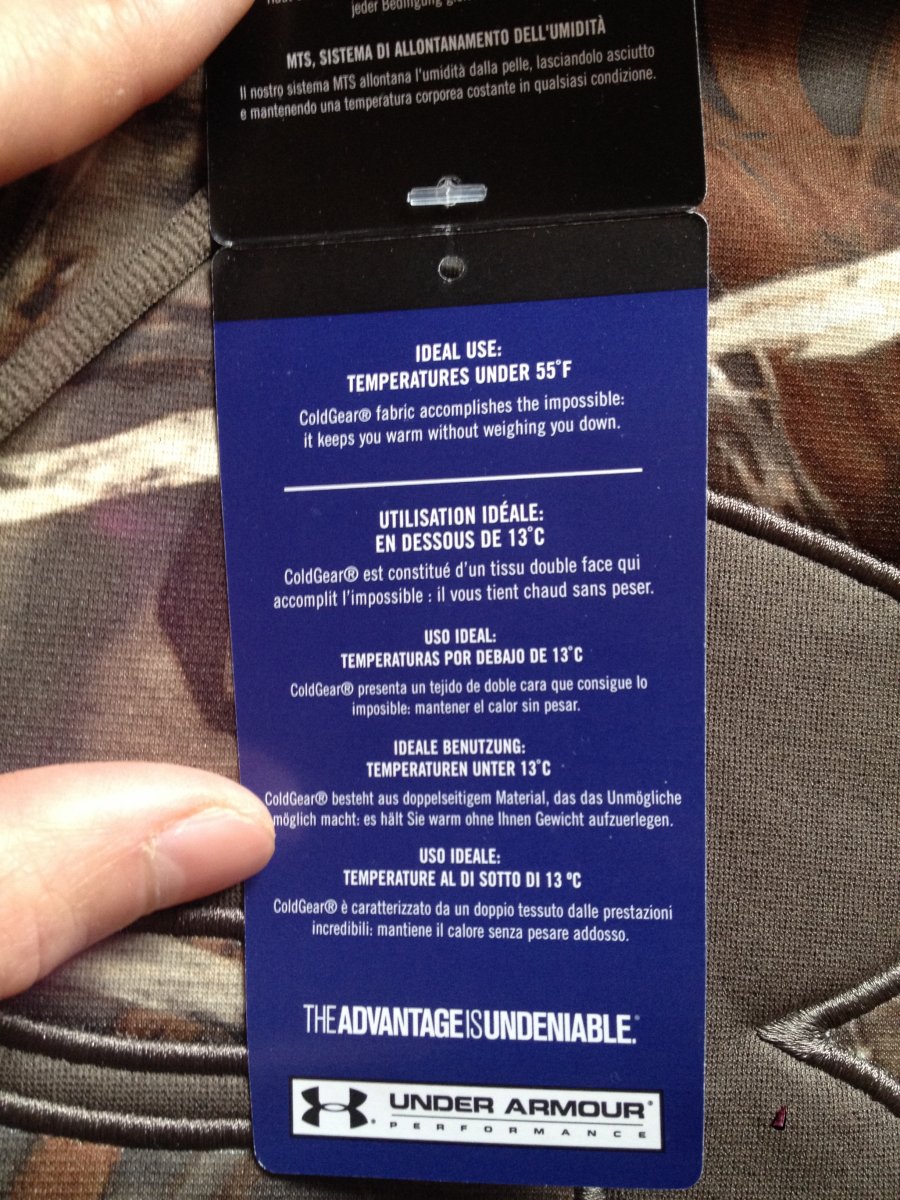 jeder Bedingung
MTS, SISTEMA DI ALLONTANAMENTO DELL'UMIDITÀ
Il nostro sistema MTS allontana l'umidità dalla pelle, lasciandolo asciutto
e mantenendo una temperatura corporea costante in qualsiasi condizione.
IDEAL USE:
TEMPERATURES UNDER 55˚F
ColdGear® fabric accomplishes the impossible:
it keeps you warm without weighing you down.
UTILISATION IDÉALE:
EN DESSOUS DE 13˚C
ColdGear® est constitué d'un tissu double face qui
accomplit l'impossible : il vous tient chaud sans peser.
USO IDEAL:
TEMPERATURAS POR DEBAJO DE 13˚C
ColdGear® presenta un tejido de doble cara que consigue lo
imposible: mantener el calor sin pesar.
IDEALE BENUTZUNG:
TEMPERATUREN UNTER 13˚C
ColdGear® besteht aus doppelseitigem Material, das das Unmögliche
möglich macht: es hält Sie warm ohne Ihnen Gewicht aufzuerlegen.
USO IDEALE:
TEMPERATURE AL DI SOTTO DI 13 ºC
ColdGear® è caratterizzato da un doppio tessuto dalle prestazioni
incredibili: mantiene il calore senza pesare addosso.
THE ADVANTAGE IS UNDENIABLE.®
UNDER ARMOUR®
PERFORMANCE